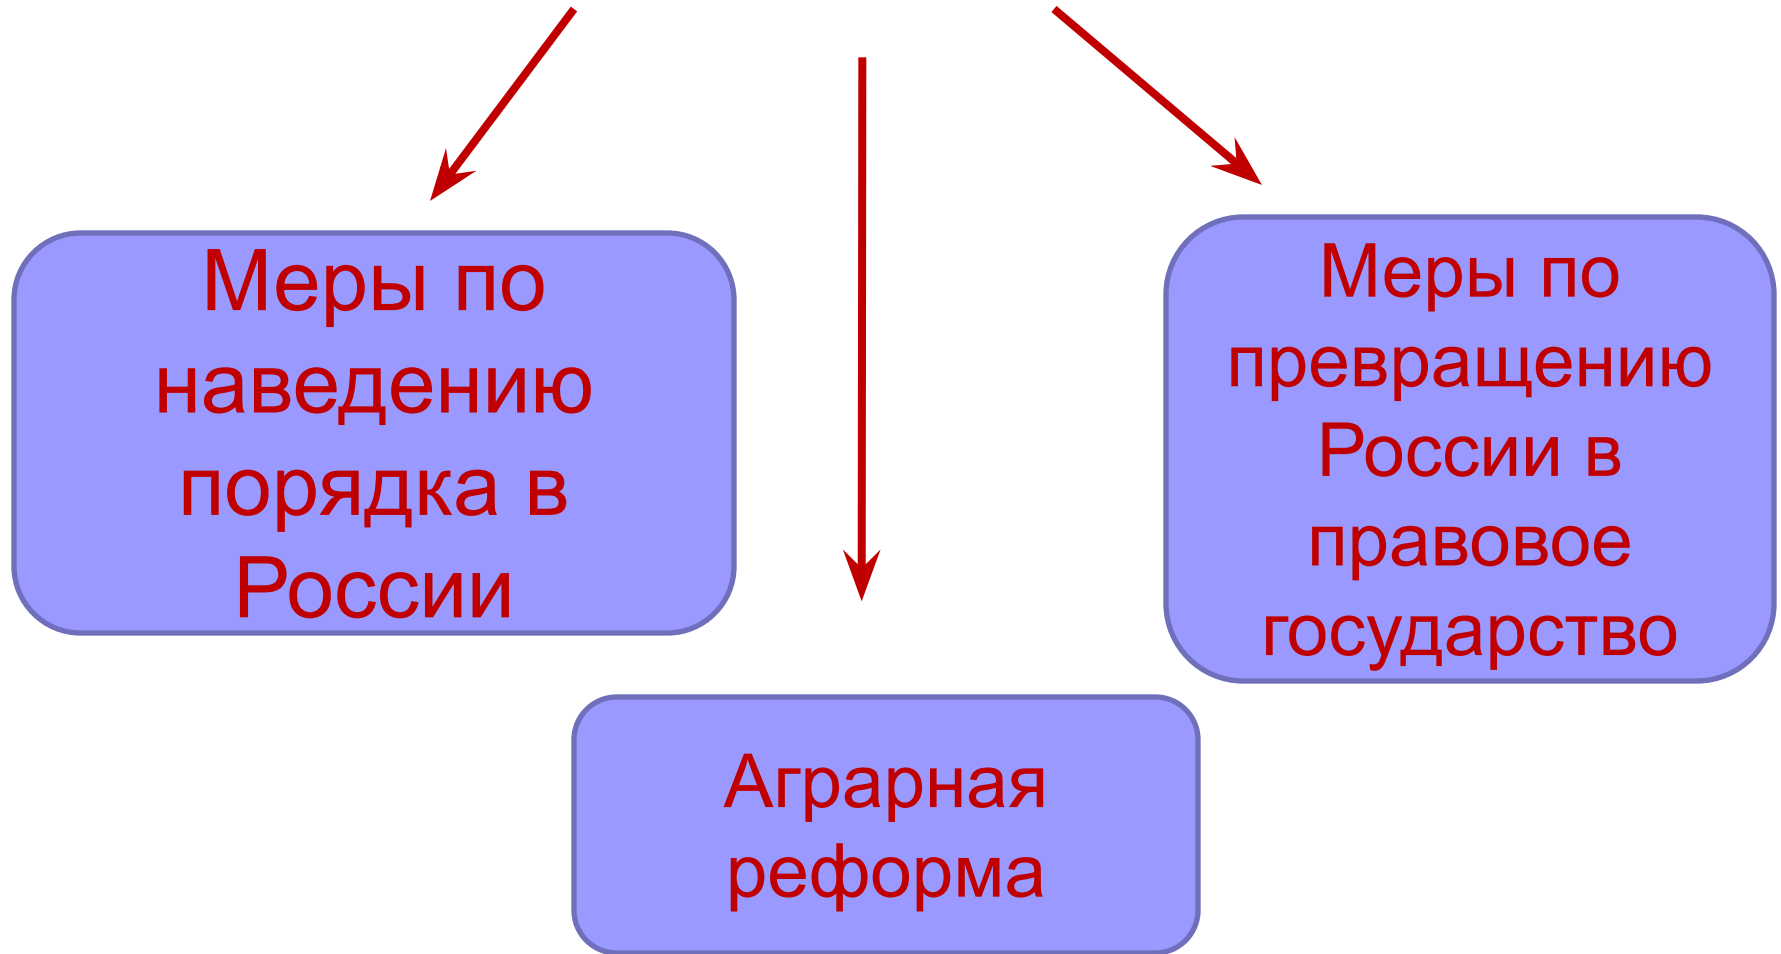 Меры по
наведению
порядка в
России
Меры по
превращению
России в
правовое
государство
Аграрная
реформа